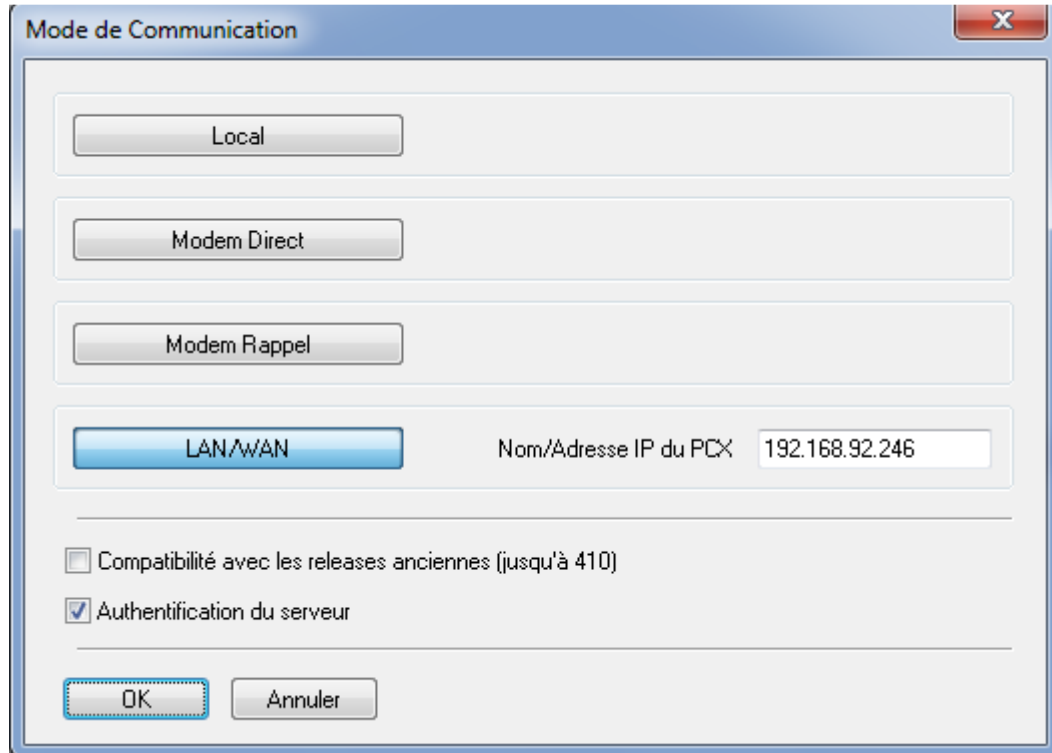 Mode de Communication
Local
Modem Direct
Modem Rappel
LAN/WAN Nom/Adresse IP du PCX 192.168.92.246
Compatibilité avec les releases anciennes (jusqu'à 410)
Authentification du serveur
OK Annuler